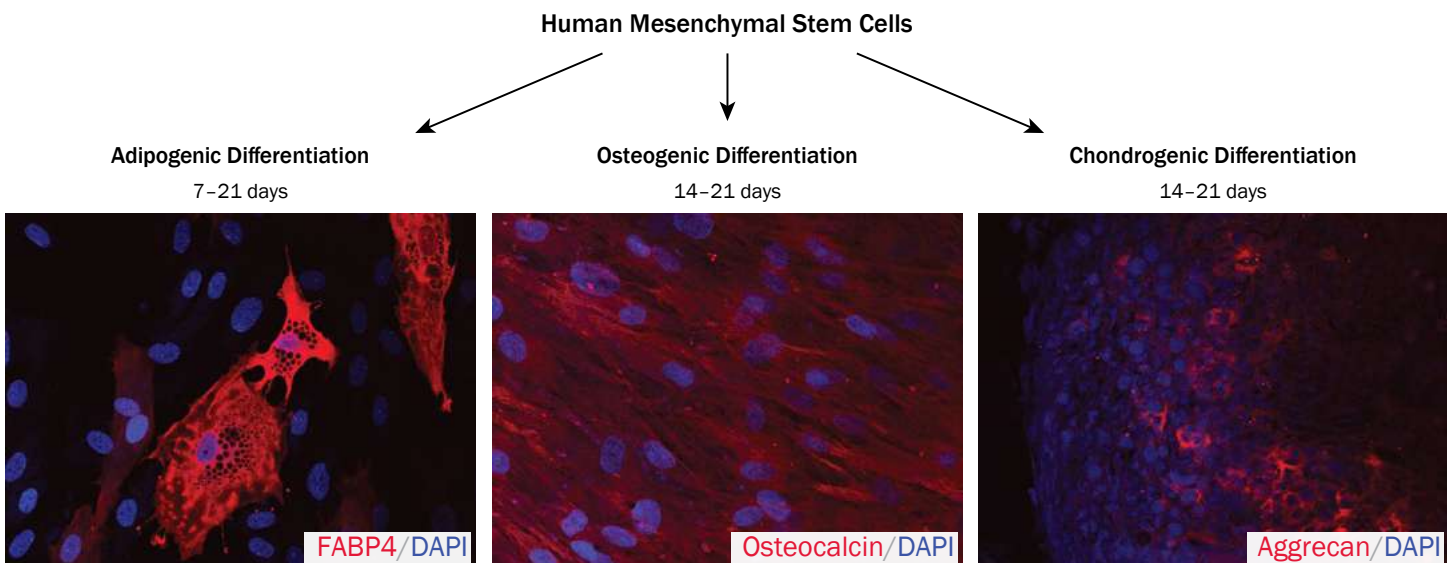 Human Mesenchymal Stem Cells
Adipogenic Differentiation
7–21 days
Osteogenic Differentiation
14–21 days
Chondrogenic Differentiation
14–21 days
FABP4/DAPI
Osteocalcin/DAPI
Aggrecan/DAPI